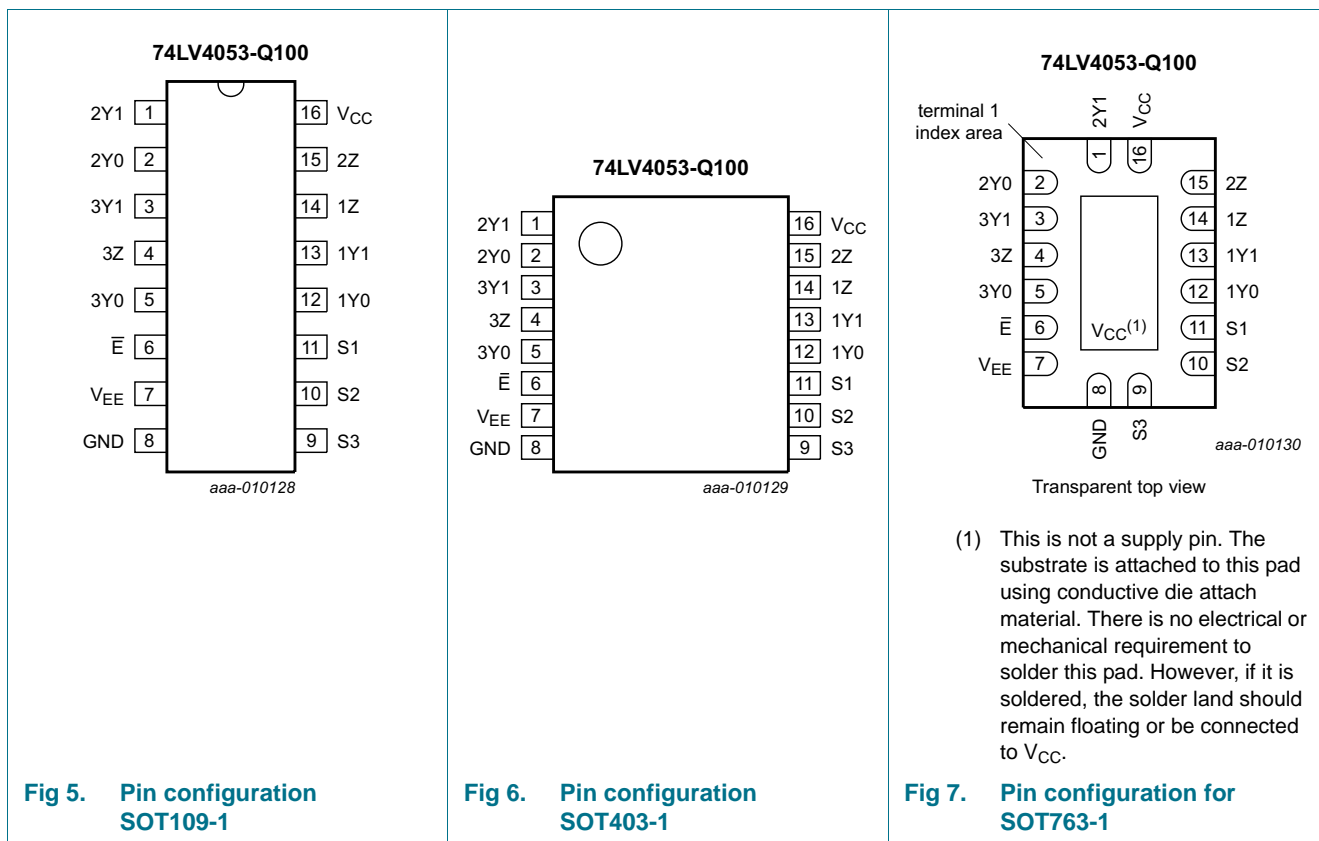 74LV4053-Q100
2Y1 1
16 VCC
2Y0 2
15 2Z
3Y1 3
14 1Z
3Z 4
13 1Y1
3Y0 5
12 1Y0
E̅ 6
11 S1
VEE 7
10 S2
GND 8
9 S3
aaa-010128
Fig 5. Pin configuration
SOT109-1
74LV4053-Q100
2Y1 1
16 VCC
2Y0 2
15 2Z
3Y1 3
14 1Z
3Z 4
13 1Y1
3Y0 5
12 1Y0
E̅ 6
11 S1
VEE 7
10 S2
GND 8
9 S3
aaa-010129
Fig 6. Pin configuration
SOT403-1
74LV4053-Q100
terminal 1
index area
2Y1
VCC
1
16
2Y0 2
15 2Z
3Y1 3
14 1Z
3Z 4
13 1Y1
3Y0 5
12 1Y0
E̅ 6
VCC(1)
11 S1
VEE 7
10 S2
8
9
GND
S3
aaa-010130
Transparent top view
(1) This is not a supply pin. The
substrate is attached to this pad
using conductive die attach
material. There is no electrical or
mechanical requirement to
solder this pad. However, if it is
soldered, the solder land should
remain floating or be connected
to VCC.
Fig 7. Pin configuration for
SOT763-1